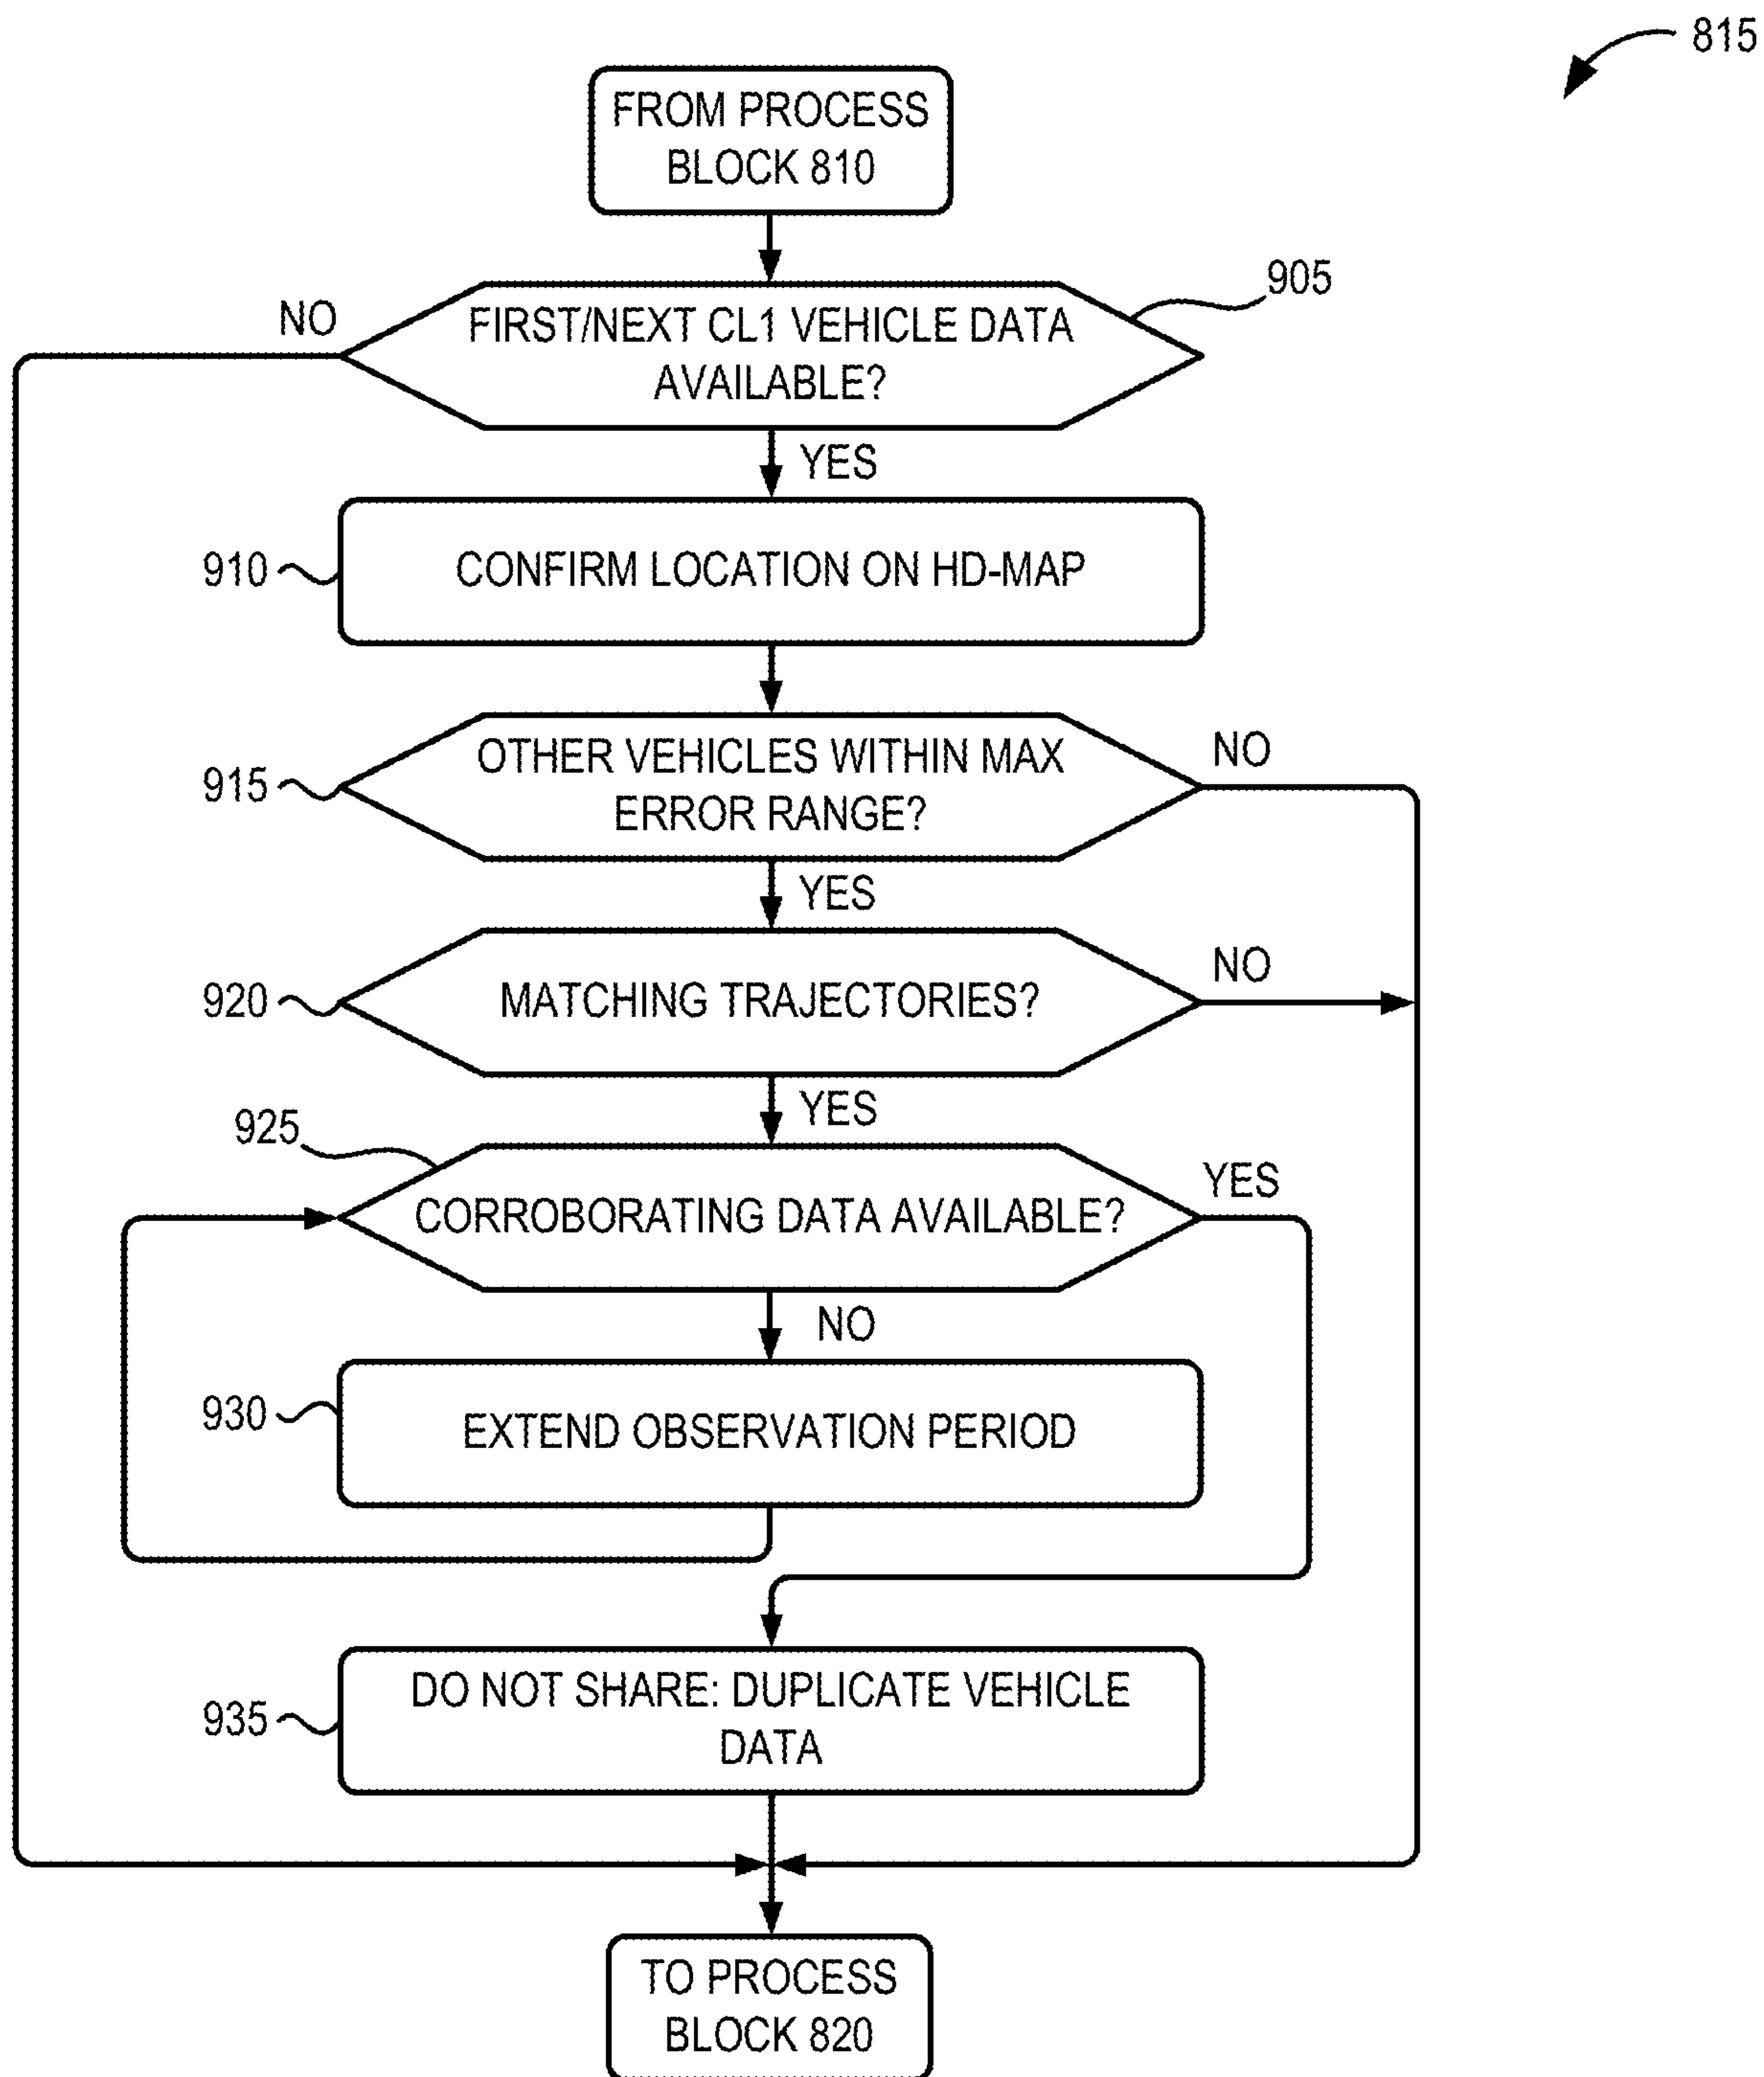 815
FROM PROCESS
BLOCK 810
905
NO
FIRST/NEXT CL1 VEHICLE DATA
AVAILABLE?
YES
910
CONFIRM LOCATION ON HD-MAP
915
OTHER VEHICLES WITHIN MAX
ERROR RANGE?
NO
YES
920
MATCHING TRAJECTORIES?
NO
YES
925
CORROBORATING DATA AVAILABLE?
YES
NO
930
EXTEND OBSERVATION PERIOD
935
DO NOT SHARE: DUPLICATE VEHICLE
DATA
TO PROCESS
BLOCK 820